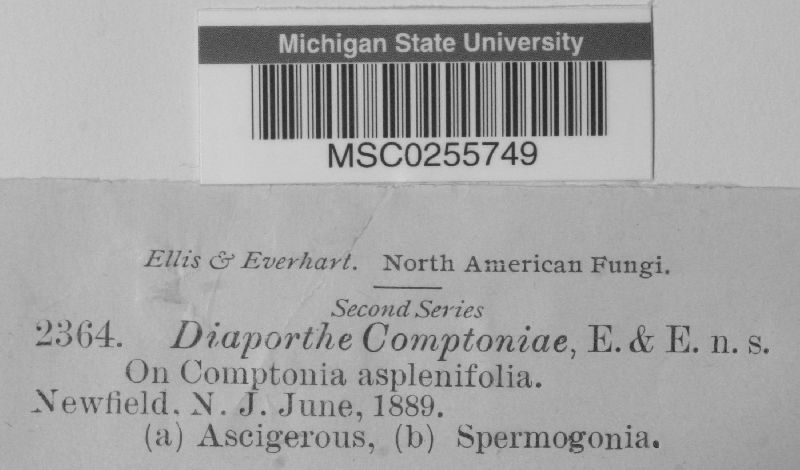 Michigan State University
MSC0255749
Ellis & Everhart. North American Fungi.
Second Series
2364. Diaporthe Comptoniae, E. & E. n. s.
On Comptonia asplenifolia.
Newfield, N. J. June, 1889.
(a) Ascigerous, (b) Spermogonia.